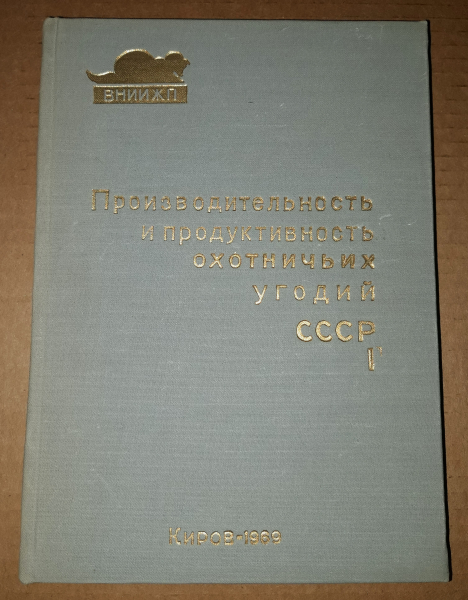 ВНИИЖП
Производительность
и продуктивность
охотничьих
угодий
СССР
I
Киров-1969